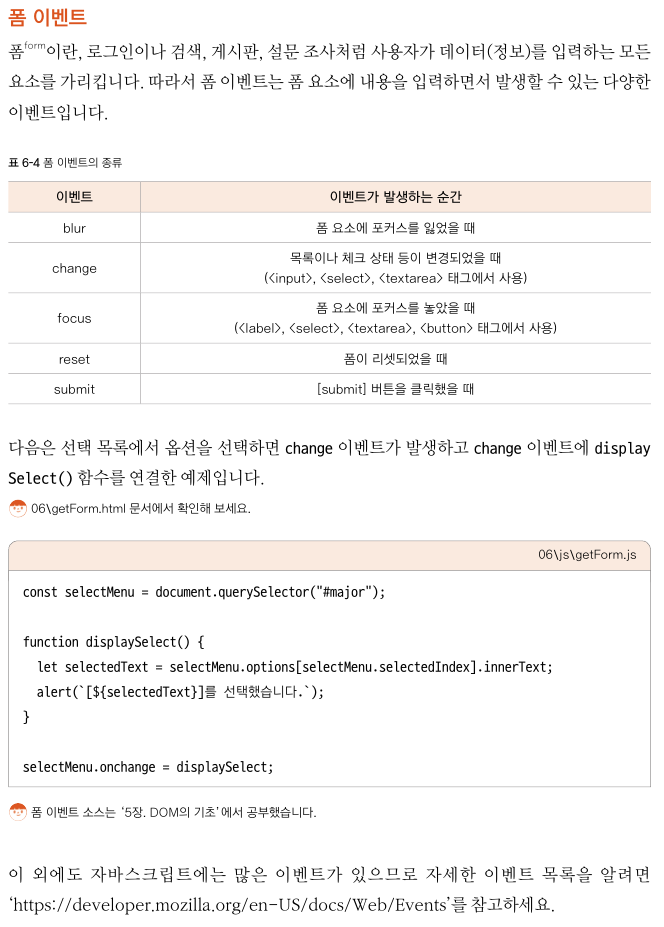 폼 이벤트
폼form이란, 로그인이나 검색, 게시판, 설문 조사처럼 사용자가 데이터(정보)를 입력하는 모든
요소를 가리킵니다. 따라서 폼 이벤트는 폼 요소에 내용을 입력하면서 발생할 수 있는 다양한
이벤트입니다.
표 6-4 폼 이벤트의 종류
이벤트 이벤트가 발생하는 순간
blur 폼 요소에 포커스를 잃었을 때
change 목록이나 체크 상태 등이 변경되었을 때
(<input>, <select>, <textarea> 태그에서 사용)
focus 폼 요소에 포커스를 놓았을 때
(<label>, <select>, <textarea>, <button> 태그에서 사용)
reset 폼이 리셋되었을 때
submit [submit] 버튼을 클릭했을 때
다음은 선택 목록에서 옵션을 선택하면 change 이벤트가 발생하고 change 이벤트에 display
Select() 함수를 연결한 예제입니다.
06\getForm.html 문서에서 확인해 보세요.
06\js\getForm.js
const selectMenu = document.querySelector("#major");
function displaySelect() {
let selectedText = selectMenu.options[selectMenu.selectedIndex].innerText;
alert(`[${selectedText}]를 선택했습니다.`);
}
selectMenu.onchange = displaySelect;
폼 이벤트 소스는 '5장. DOM의 기초'에서 공부했습니다.
이 외에도 자바스크립트에는 많은 이벤트가 있으므로 자세한 이벤트 목록을 알려면
'https://developer.mozilla.org/en-US/docs/Web/Events'를 참고하세요.